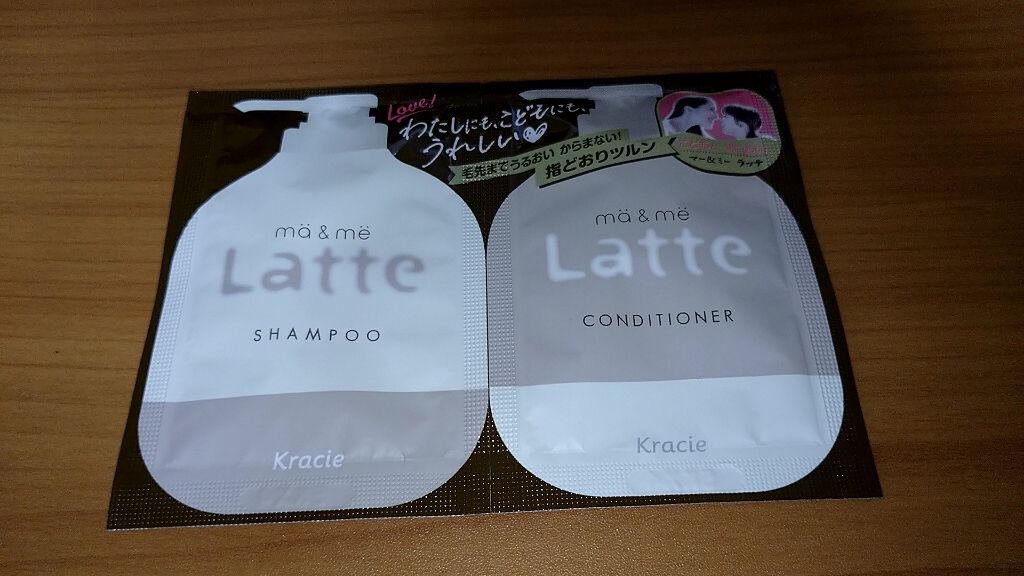 Love!
わたしにも、こどもにも、
うれしい
毛先までうるおい からまない!
指どおりツルン
マー&ミー ラッテ
mä & më
Latte
SHAMPOO
Kracie
mä & më
Latte
CONDITIONER
Kracie